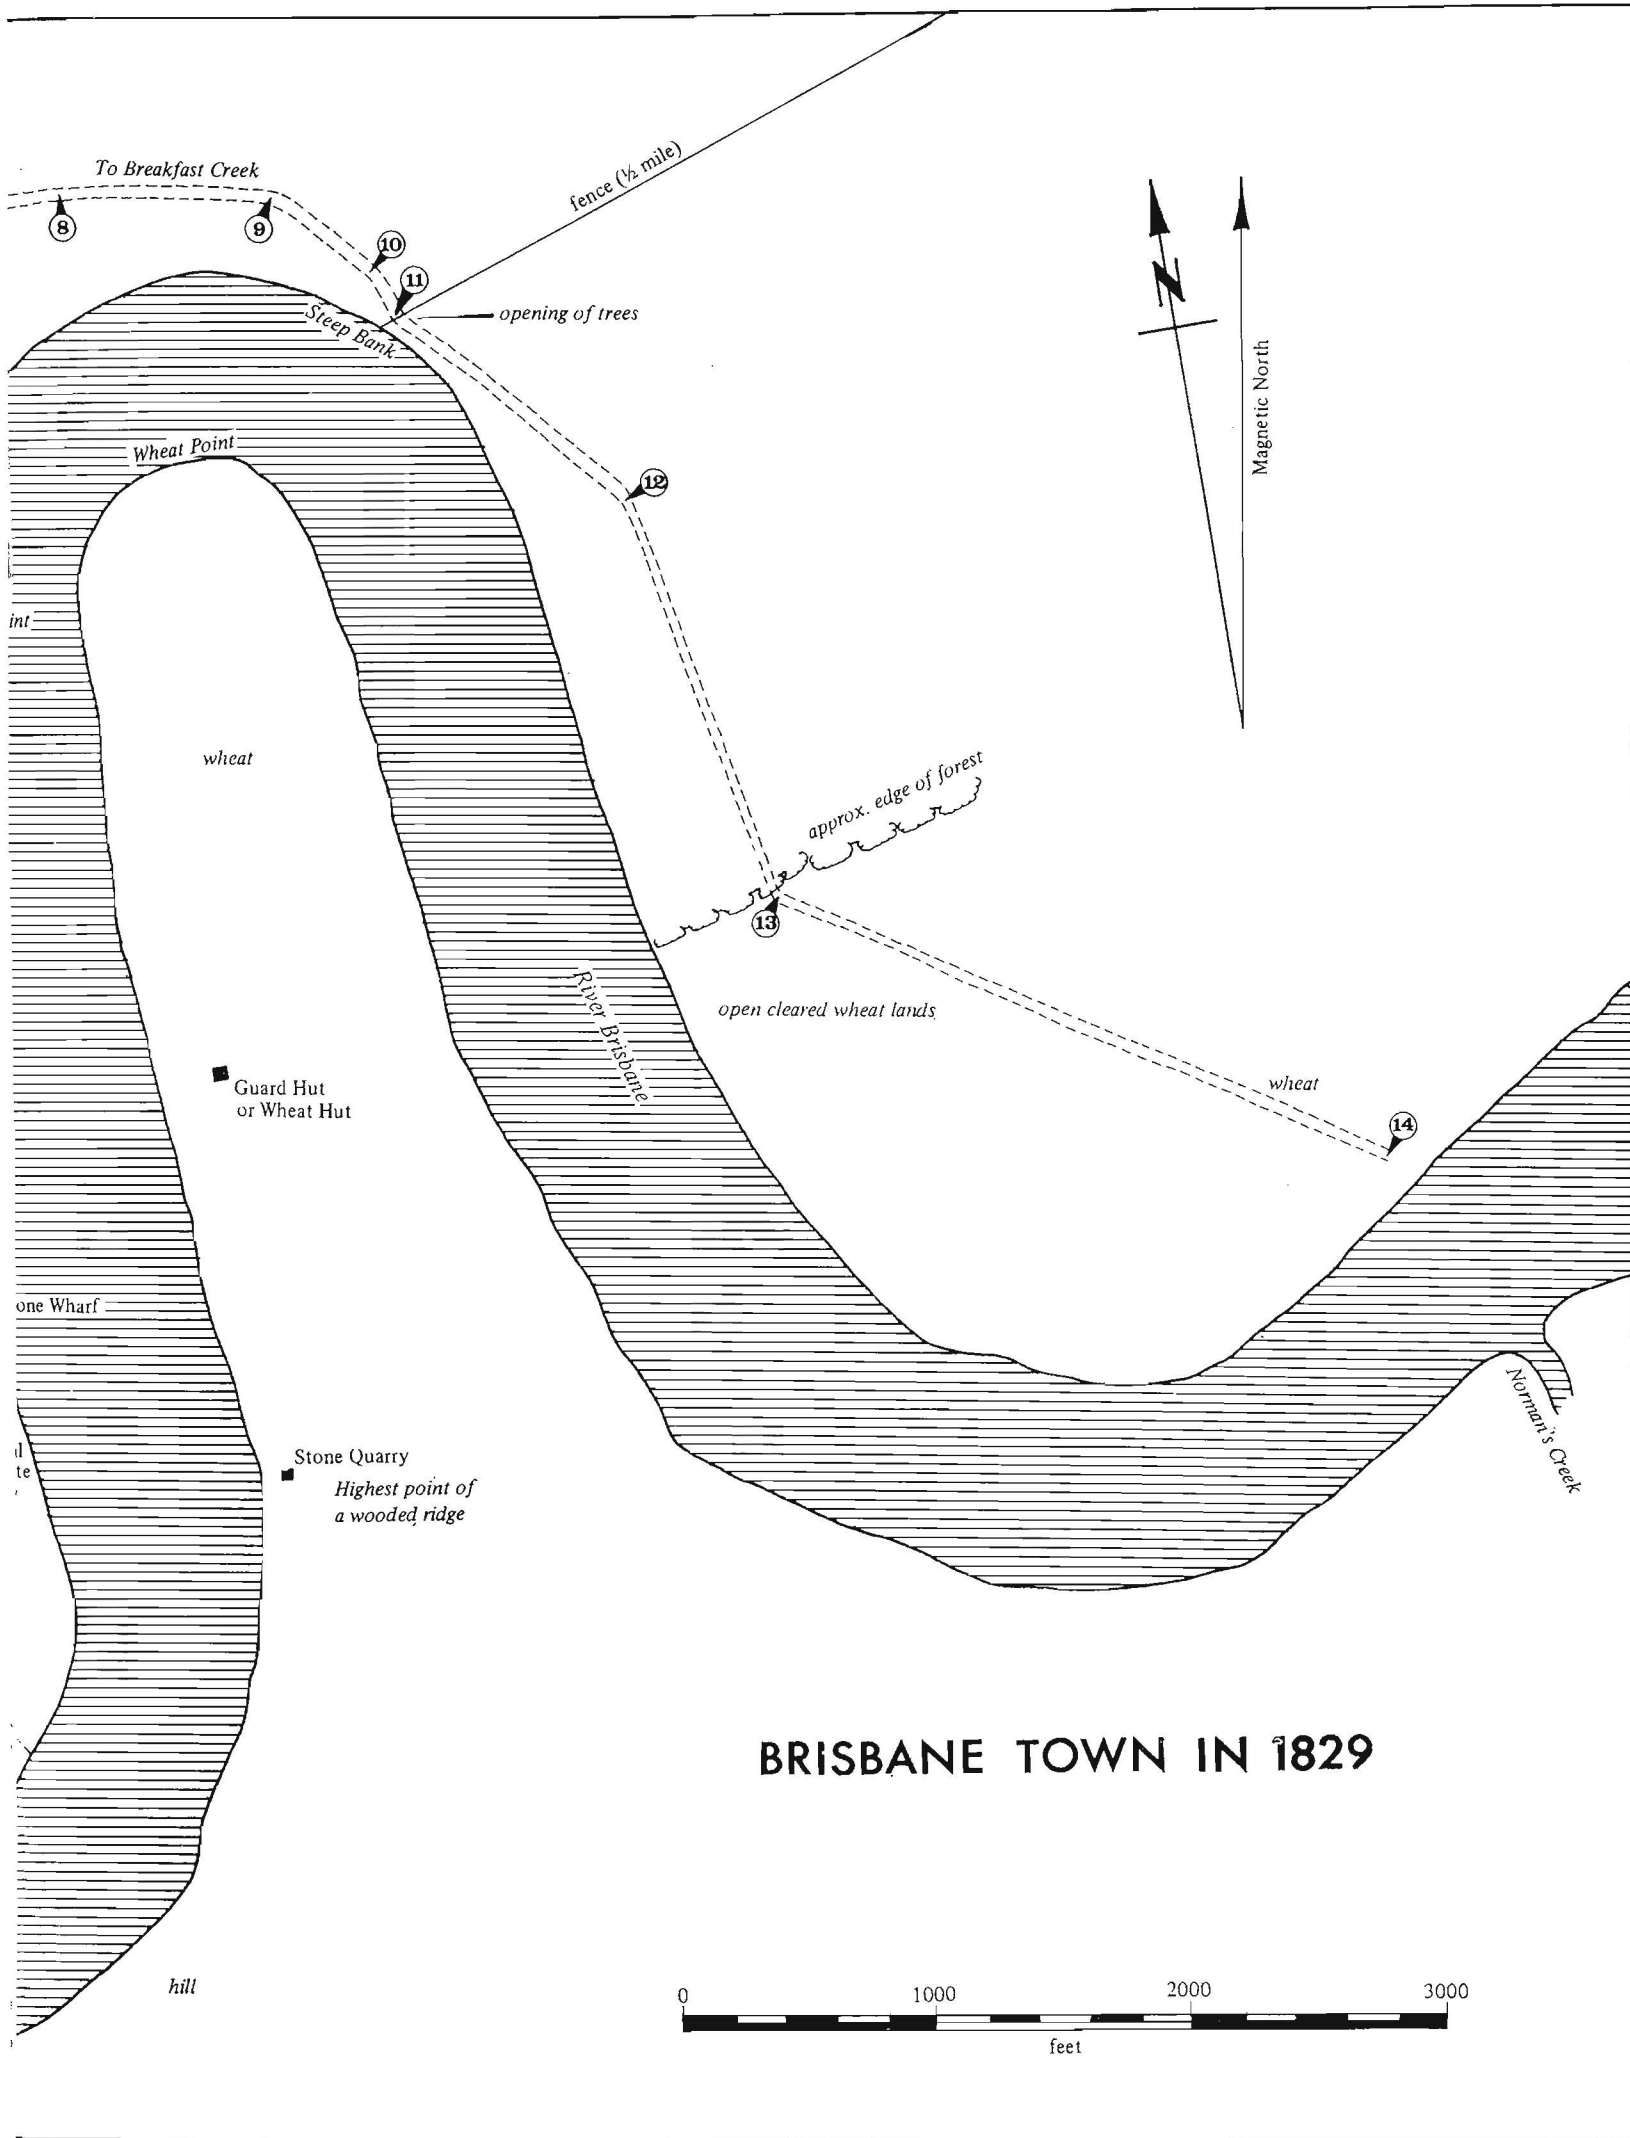 To Breakfast Creek
fence (½ mile)
8
9
10
11
opening of trees
Steep Bank
Magnetic North
N
Wheat Point
12
int
wheat
approx. edge of forest
13
River Brisbane
open cleared wheat lands
Guard Hut
or Wheat Hut
wheat
14
one Wharf
Norman's Creek
Stone Quarry
Highest point of
a wooded ridge
te
BRISBANE TOWN IN 1829
hill
0 1000 2000 3000
feet